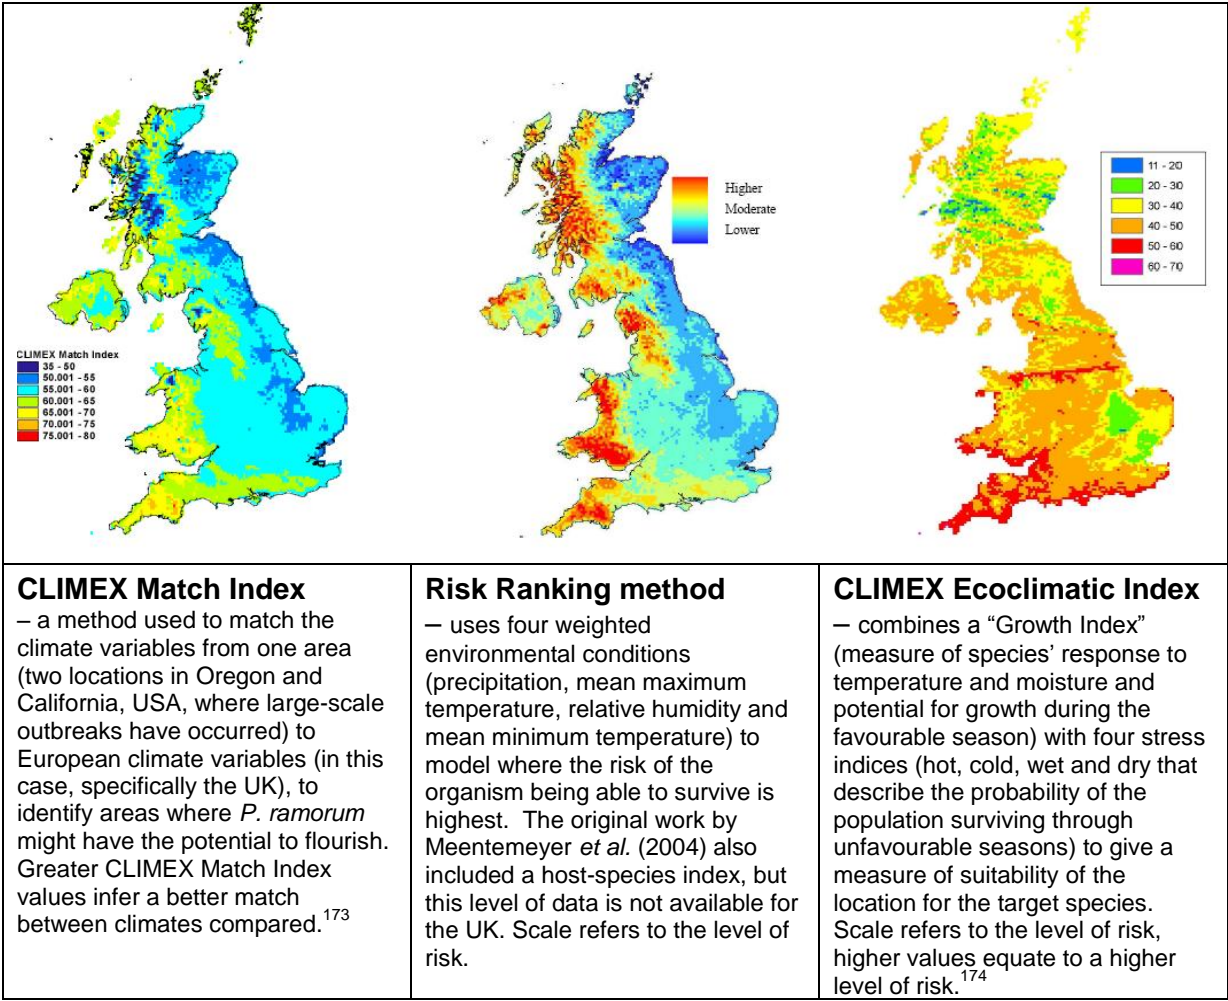 CLIMEX Match Index
35 - 50
50.001 - 55
55.001 - 60
60.001 - 65
65.001 - 70
70.001 - 75
75.001 - 80
Higher
Moderate
Lower
11 - 20
20 - 30
30 - 40
40 - 50
50 - 60
60 - 70
CLIMEX Match Index
– a method used to match the
climate variables from one area
(two locations in Oregon and
California, USA, where large-scale
outbreaks have occurred) to
European climate variables (in this
case, specifically the UK), to
identify areas where P. ramorum
might have the potential to flourish.
Greater CLIMEX Match Index
values infer a better match
between climates compared.173
Risk Ranking method
– uses four weighted
environmental conditions
(precipitation, mean maximum
temperature, relative humidity and
mean minimum temperature) to
model where the risk of the
organism being able to survive is
highest. The original work by
Meentemeyer et al. (2004) also
included a host-species index, but
this level of data is not available for
the UK. Scale refers to the level of
risk.
CLIMEX Ecoclimatic Index
– combines a “Growth Index”
(measure of species’ response to
temperature and moisture and
potential for growth during the
favourable season) with four stress
indices (hot, cold, wet and dry that
describe the probability of the
population surviving through
unfavourable seasons) to give a
measure of suitability of the
location for the target species.
Scale refers to the level of risk,
higher values equate to a higher
level of risk.174